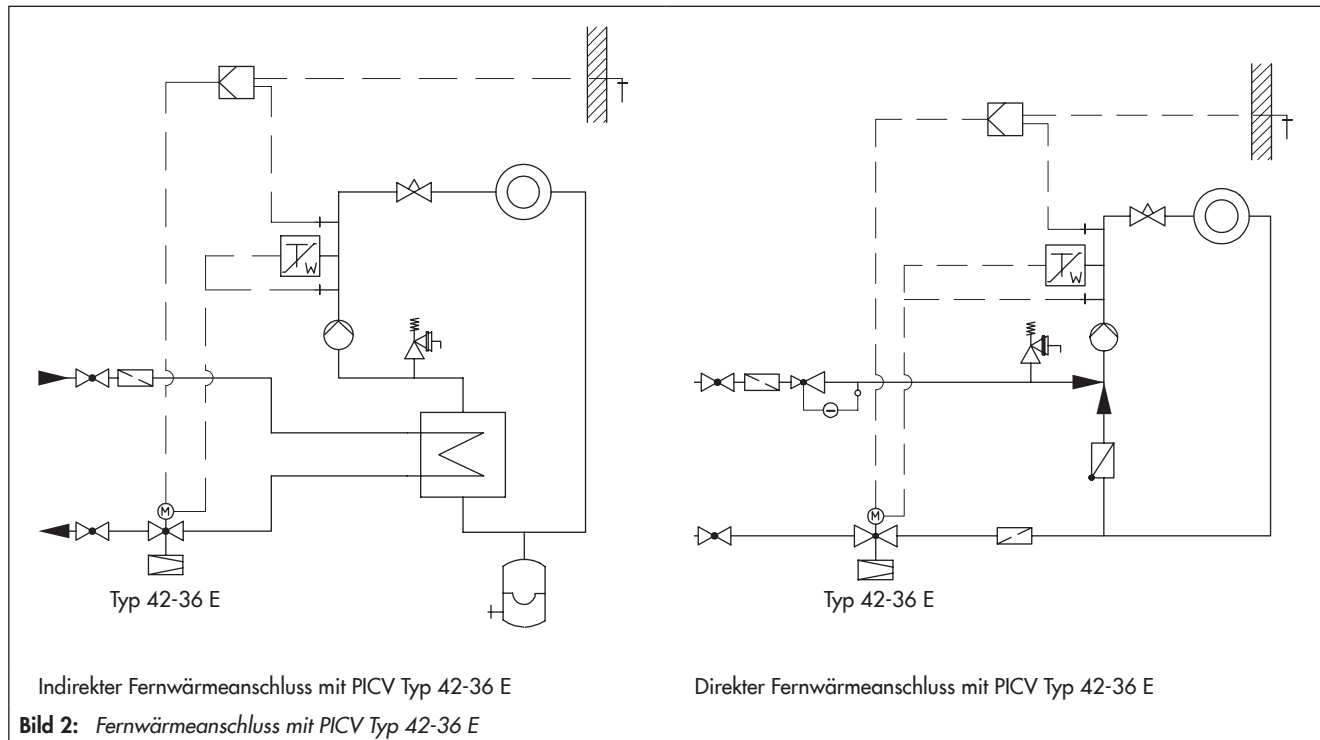 T
W
M
Typ 42-36 E
Indirekter Fernwärmeanschluss mit PICV Typ 42-36 E
T
W
M
Typ 42-36 E
Direkter Fernwärmeanschluss mit PICV Typ 42-36 E
Bild 2: Fernwärmeanschluss mit PICV Typ 42-36 E